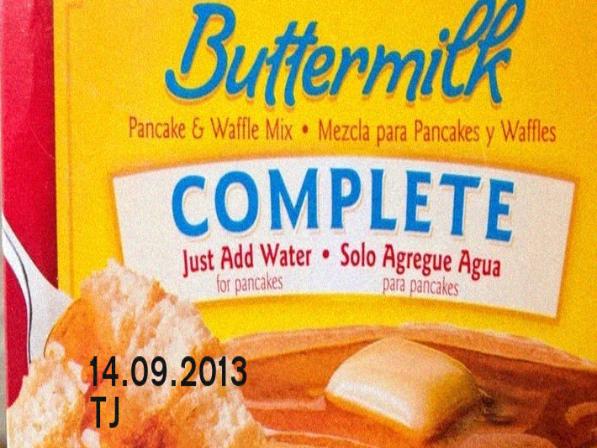 Buttermilk
Pancake & Waffle Mix • Mezcla para Pancakes y Waffles
COMPLETE
Just Add Water • Solo Agregue Agua
for pancakes para pancakes
14.09.2013
TJ